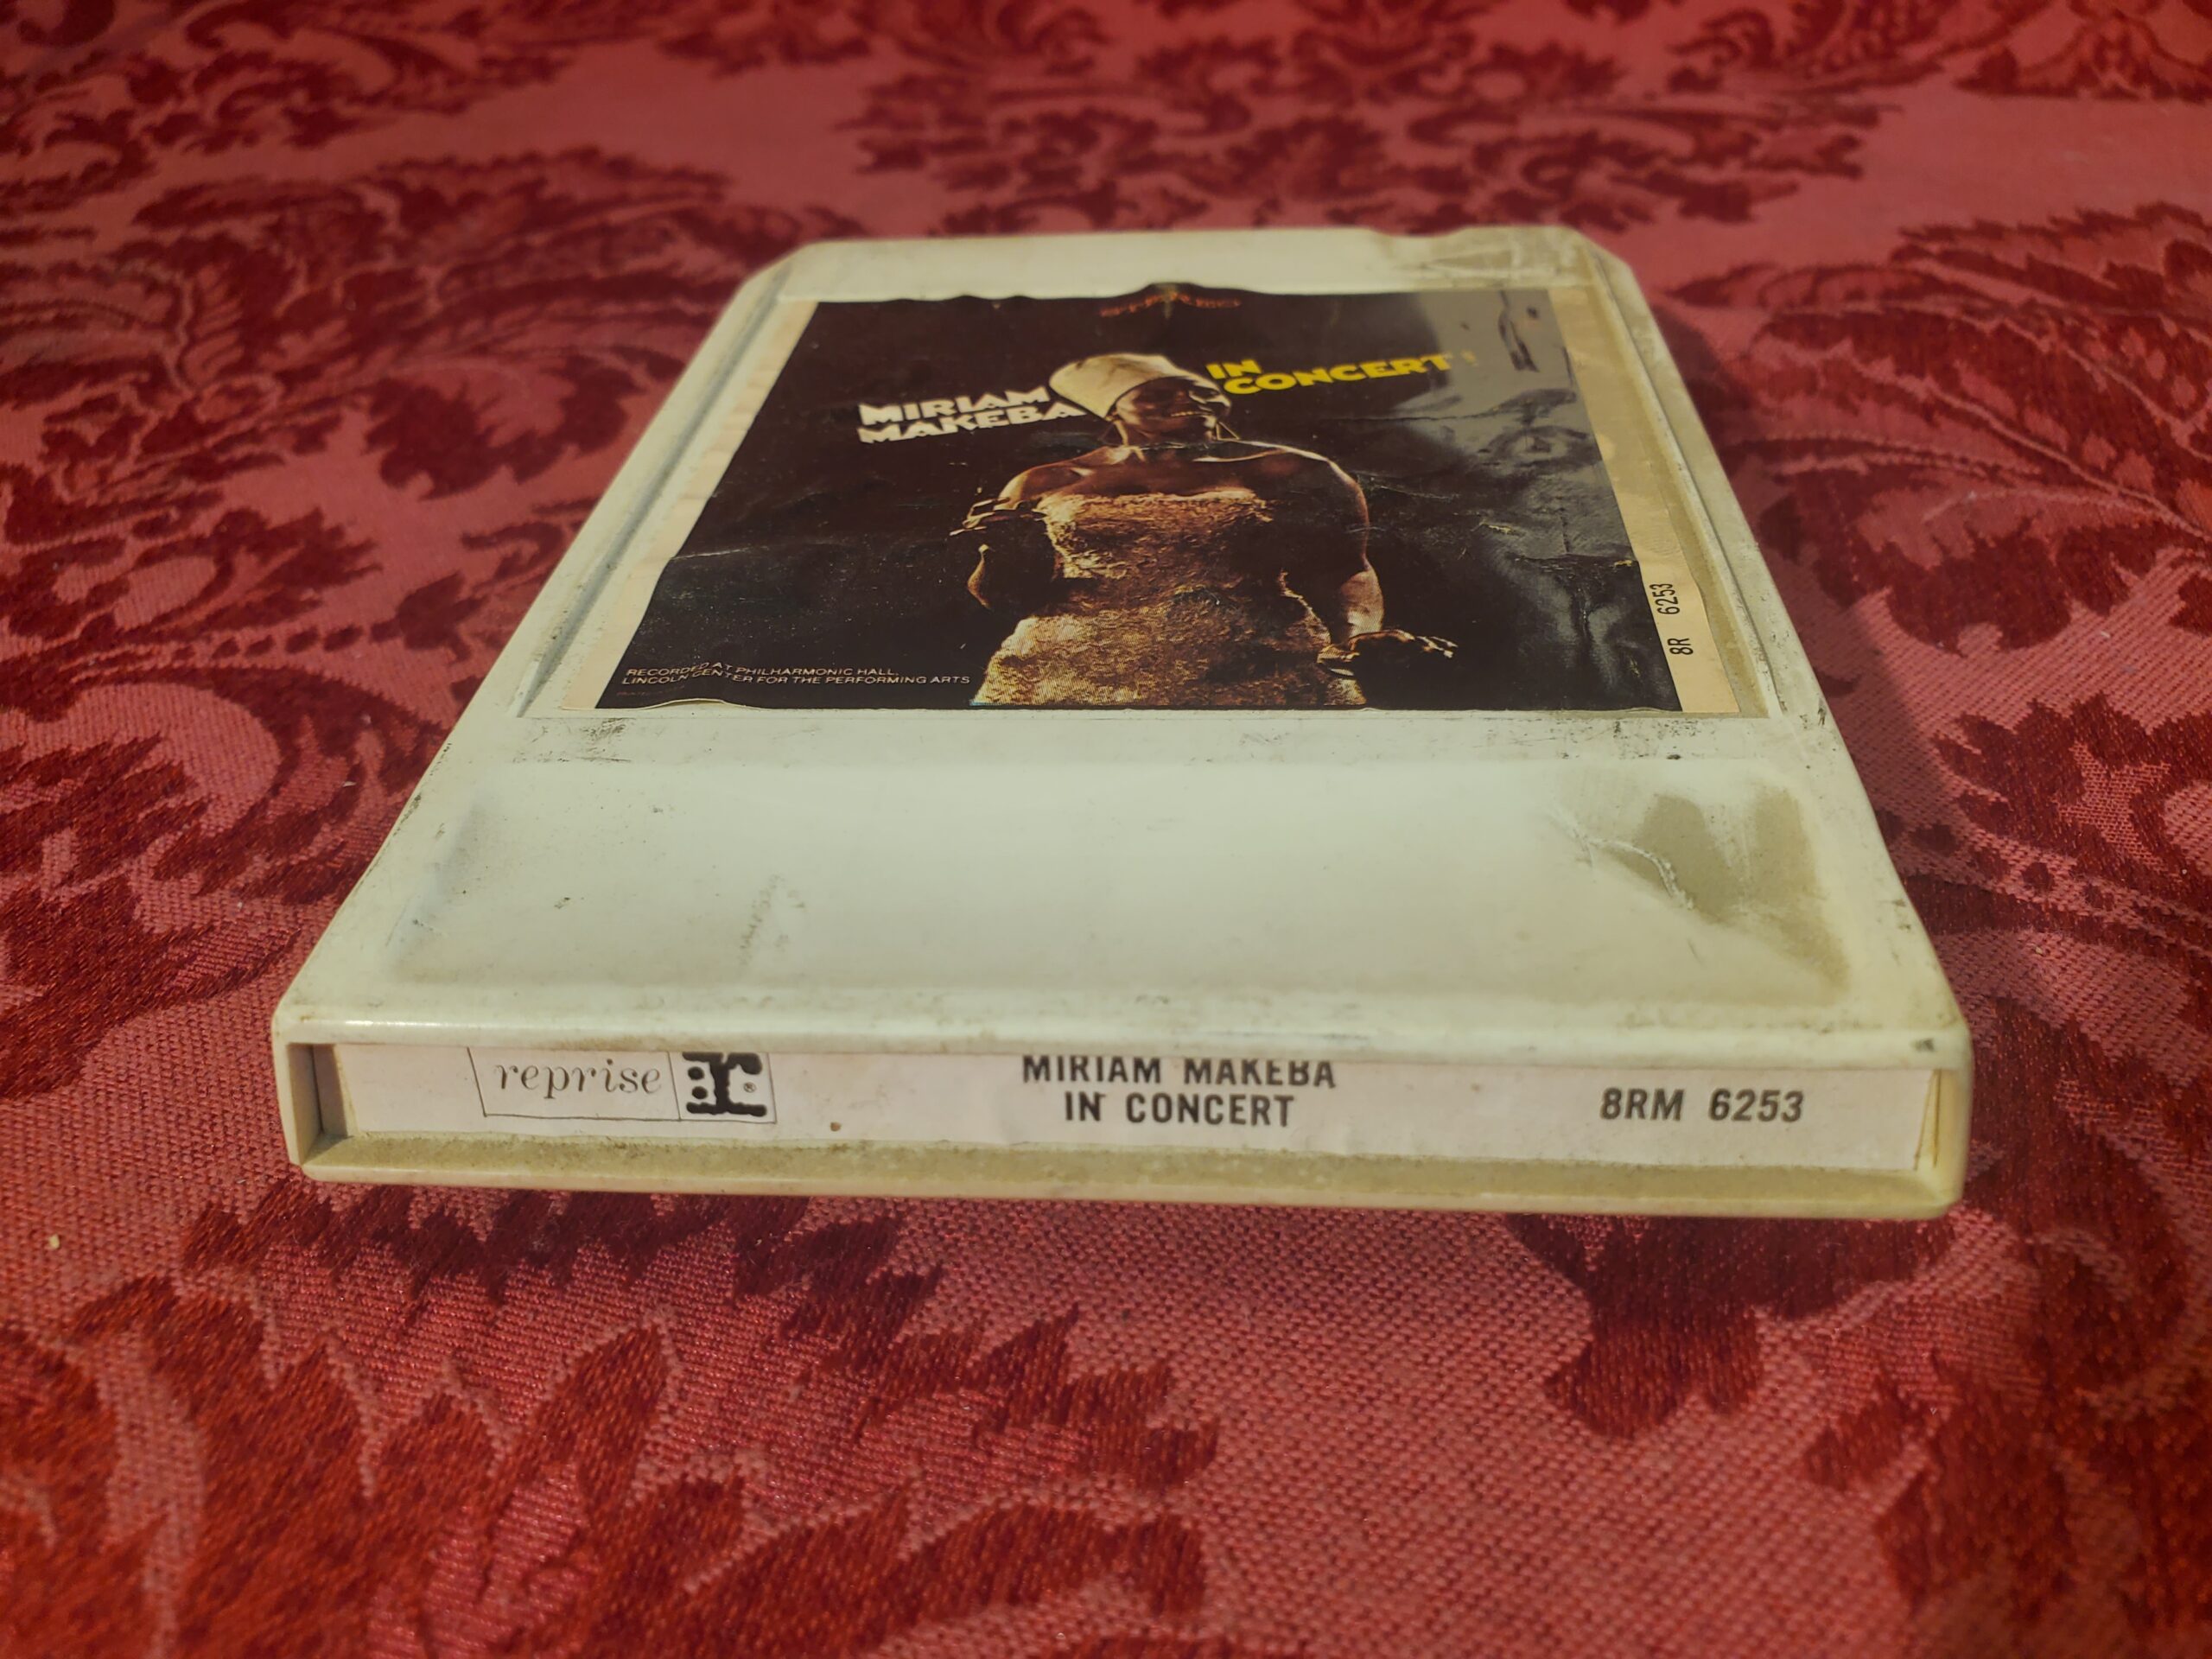 STEREO
MIRIAM
MAKEBA
IN
CONCERT!
RECORDED AT PHILHARMONIC HALL,
LINCOLN CENTER FOR THE PERFORMING ARTS
8R 6253
reprise
R:®
MIRIAM MAKEBA
IN CONCERT
8RM 6253